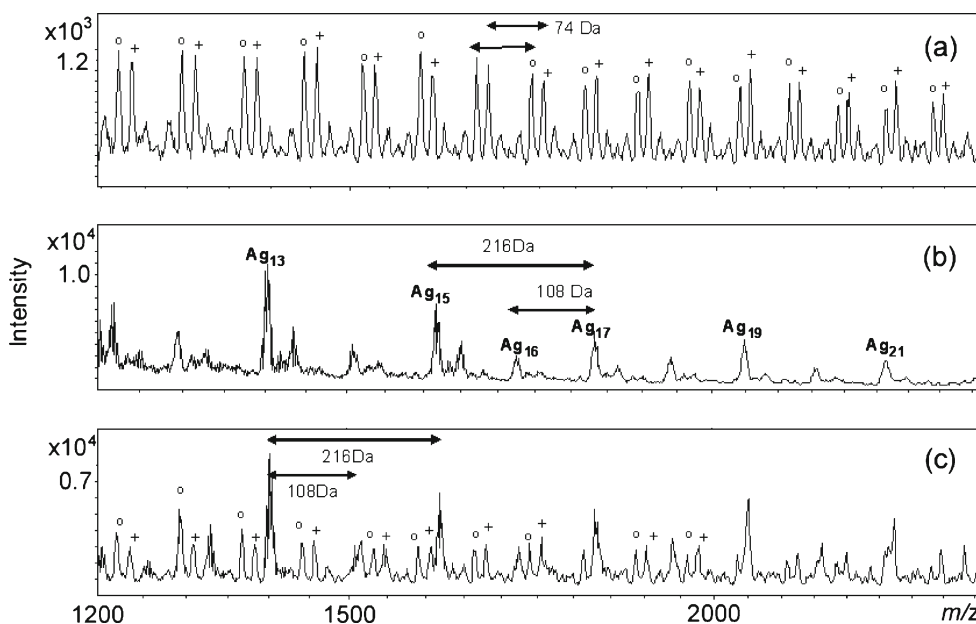 x10³
1.2
o + o + o + o + o + o + o + o + o + o + o + o + o + o + o +
74 Da
(a)
x10⁴
1.0
Ag₁₃
Ag₁₅
216Da
108 Da
Ag₁₆
Ag₁₇
Ag₁₉
Ag₂₁
(b)
Intensity
x10⁴
0.7
216Da
108Da
o + o + o + o + o + o + o + o + o + o +
(c)
1200 1500 2000 m/z